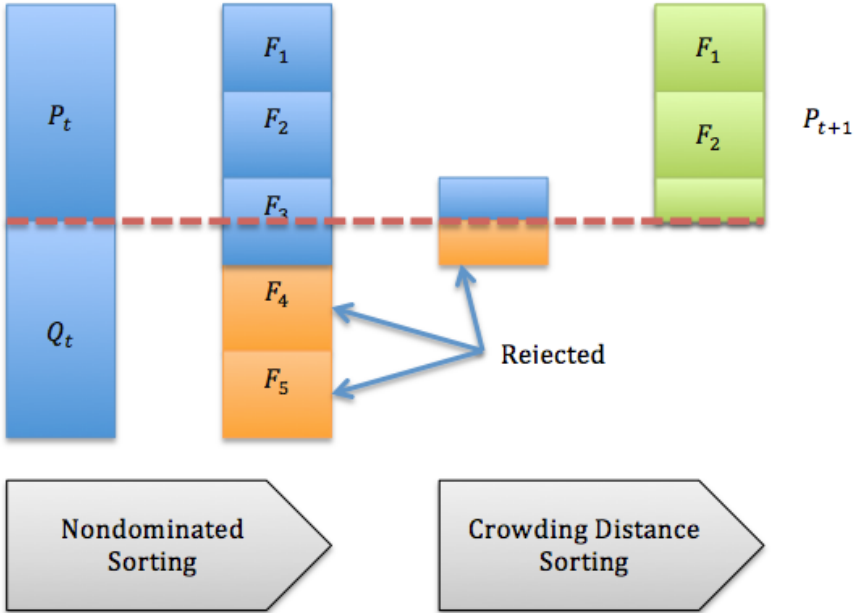 P_t
Q_t
F_1
F_2
F_3
F_4
F_5
Reiected
F_1
F_2
P_{t+1}
Nondominated
Sorting
Crowding Distance
Sorting